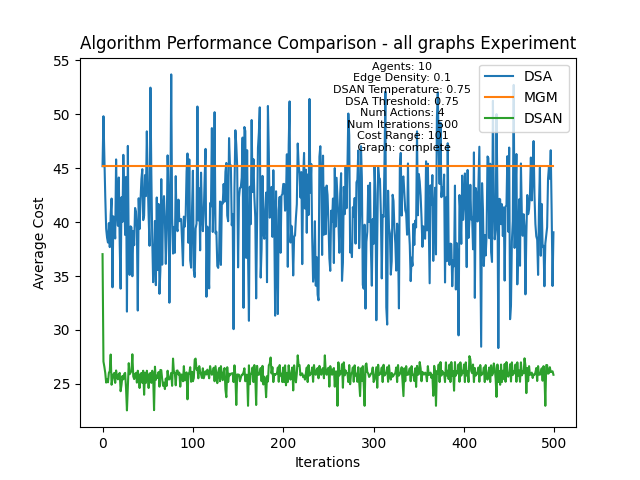 Algorithm Performance Comparison - all graphs Experiment
Agents: 10
Edge Density: 0.1
DSAN Temperature: 0.75
DSA Threshold: 0.75
Num Actions: 4
Num Iterations: 500
Cost Range: 101
Graph: complete
DSA
MGM
DSAN
Average Cost
55
50
45
40
35
30
25
0
100
200
300
400
500
Iterations